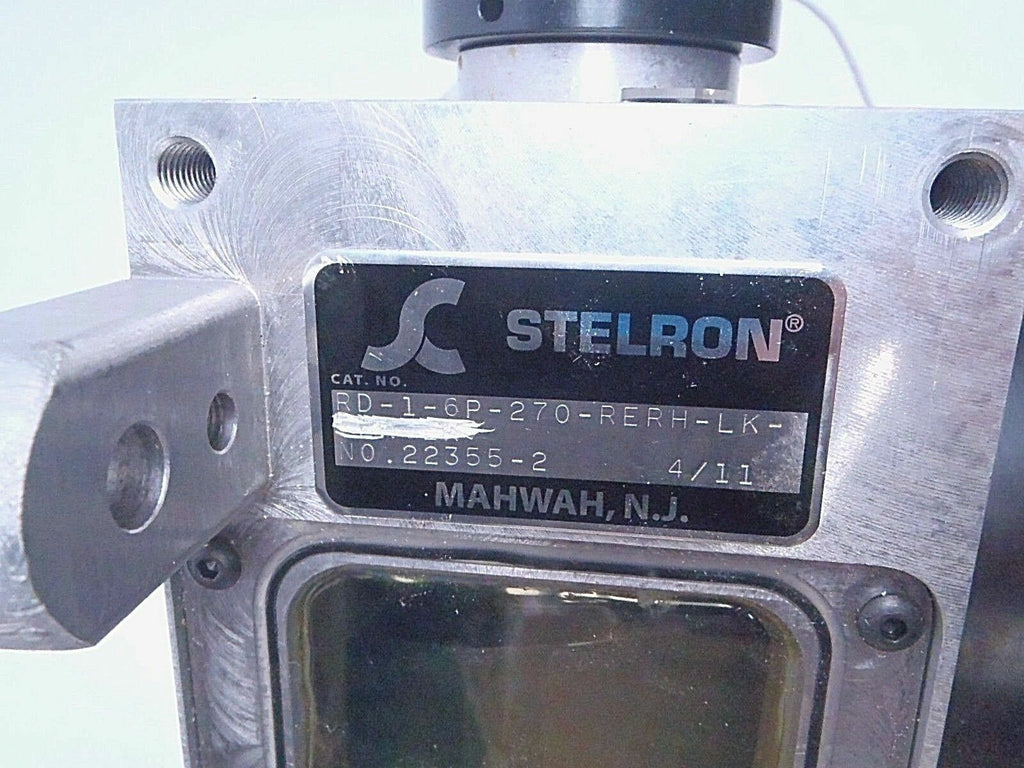 STELRON®
CAT. NO.
RD-1-6P-270-RERH-LK-
NO.22355-2 4/11
MAHWAH, N.J.